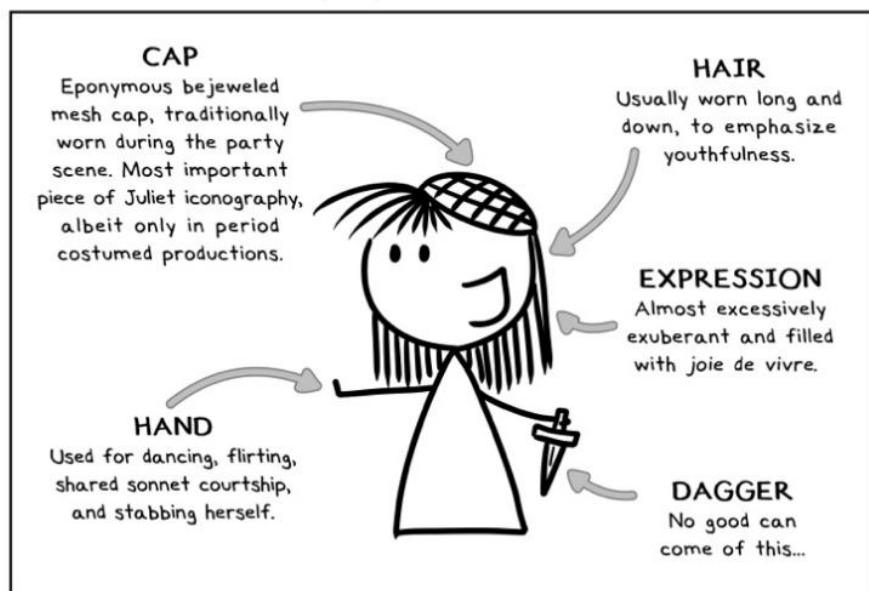 CAP
Eponymous bejeweled
mesh cap, traditionally
worn during the party
scene. Most important
piece of Juliet iconography,
albeit only in period
costumed productions.
HAIR
Usually worn long and
down, to emphasize
youthfulness.
EXPRESSION
Almost excessively
exuberant and filled
with joie de vivre.
HAND
Used for dancing, flirting,
shared sonnet courtship,
and stabbing herself.
DAGGER
No good can
come of this...